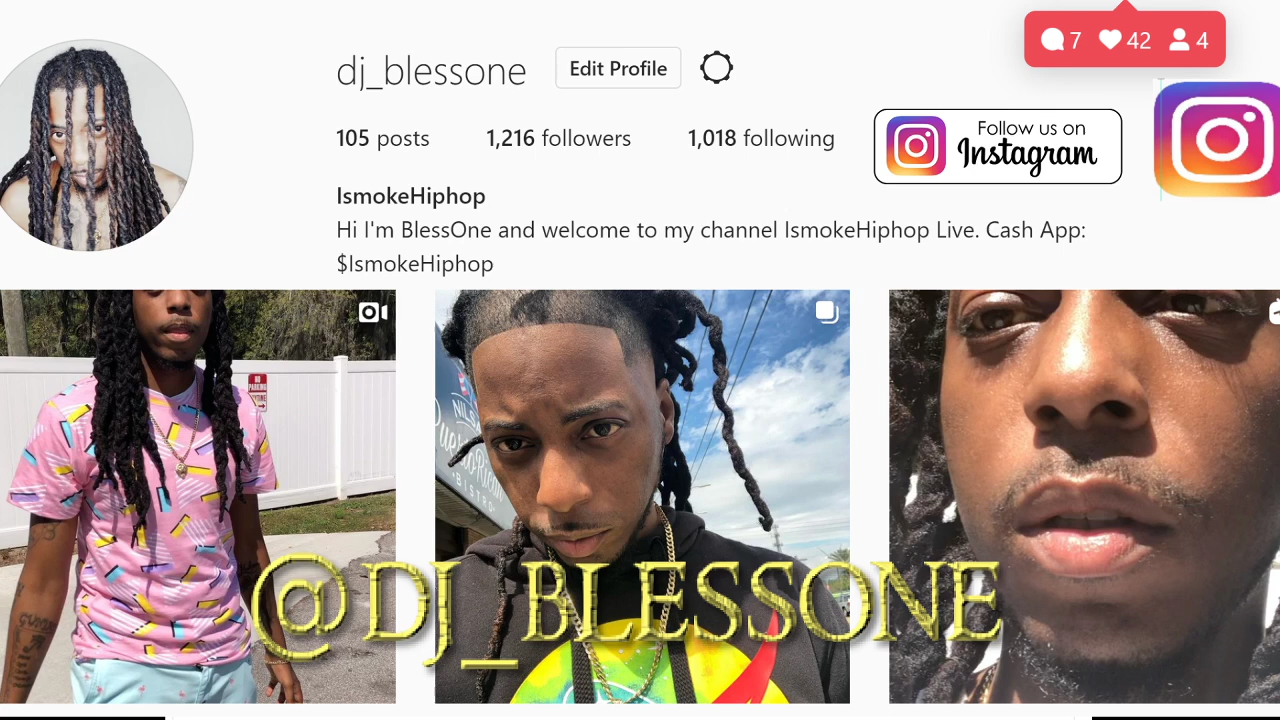 7 42 4
dj_blessone Edit Profile
105 posts 1,216 followers 1,018 following
Follow us on
Instagram
IsmokeHiphop
Hi I'm BlessOne and welcome to my channel IsmokeHiphop Live. Cash App:
$IsmokeHiphop
NO
PARKING
BISTRO
@DJ_BLESSONE